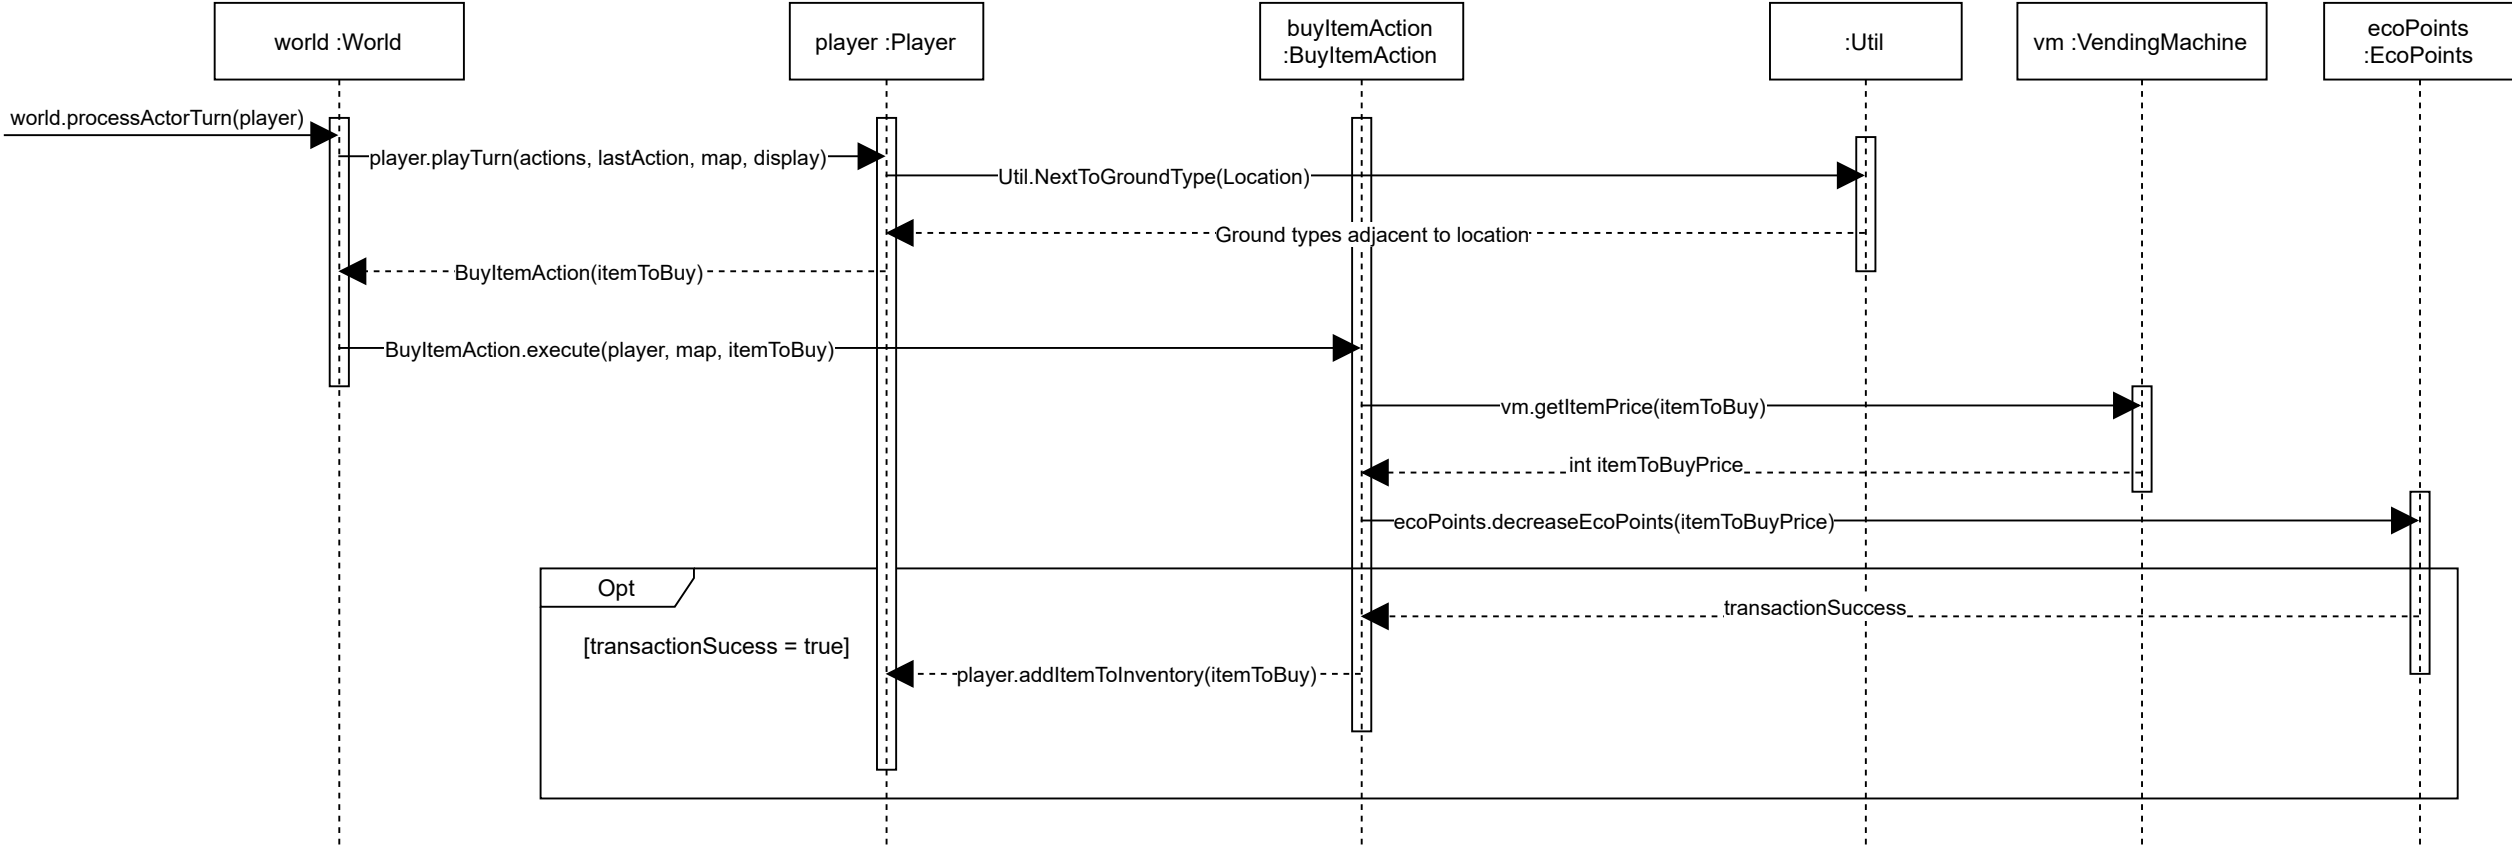 world :World
player :Player
buyItemAction
:BuyItemAction
:Util
vm :VendingMachine
ecoPoints
:EcoPoints
world.processActorTurn(player)
player.playTurn(actions, lastAction, map, display)
Util.NextToGroundType(Location)
Ground types adjacent to location
BuyItemAction(itemToBuy)
BuyItemAction.execute(player, map, itemToBuy)
vm.getItemPrice(itemToBuy)
int itemToBuyPrice
ecoPoints.decreaseEcoPoints(itemToBuyPrice)
Opt
transactionSuccess
[transactionSucess = true]
player.addItemToInventory(itemToBuy)